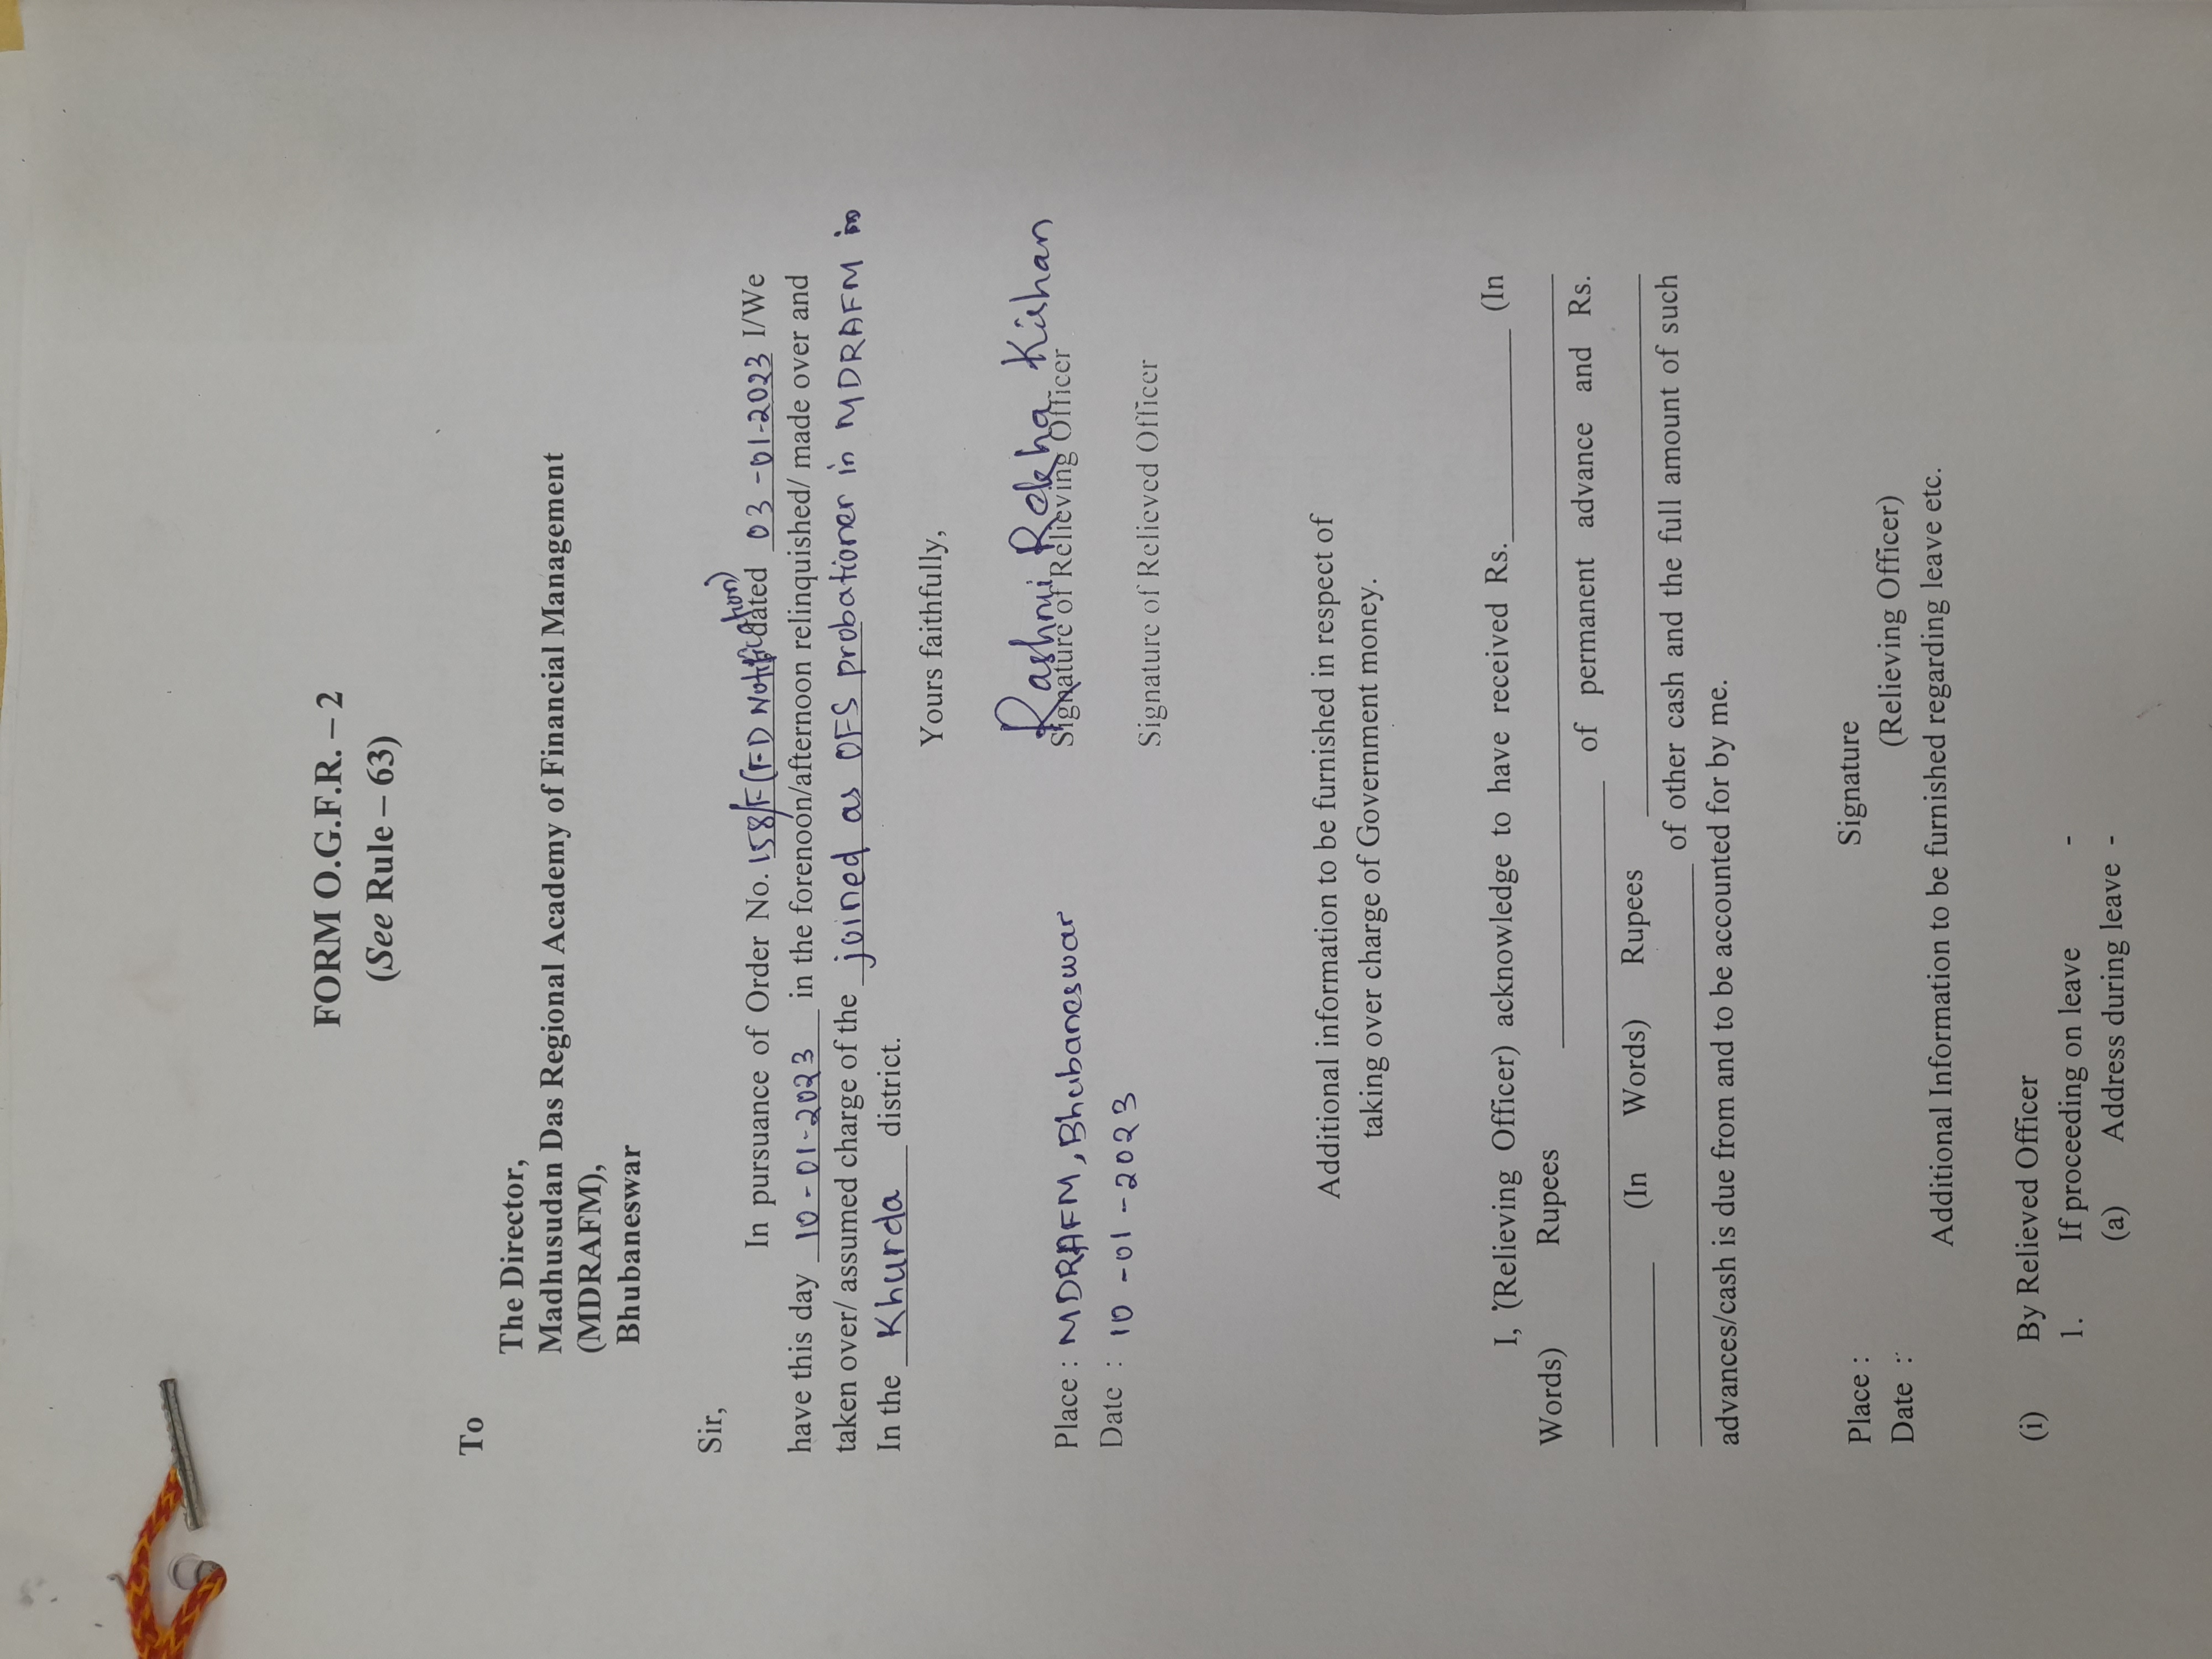 FORM O.G.F.R. – 2
(See Rule – 63)
To
The Director,
Madhusudan Das Regional Academy of Financial Management
(MDRAFM),
Bhubaneswar
Sir,
In pursuance of Order No. 158/F (FD Notification) dated 03-01-2023 I/We
have this day 10-01-2023 in the forenoon/afternoon relinquished/ made over and
taken over/ assumed charge of the joined as OFS probationer in MDRAFM
In the Khurda district.
Yours faithfully,
Rashmi Rekha Kishan
Signature of Relieving Officer
Place : MDRAFM, Bhubaneswar
Date : 10-01-2023
Signature of Relieved Officer
Additional information to be furnished in respect of
taking over charge of Government money.
I, (Relieving Officer) acknowledge to have received Rs.____________ (In
Words) Rupees ____________
____________ of permanent advance and Rs.
____________ (In Words) Rupees ____________
____________ of other cash and the full amount of such
advances/cash is due from and to be accounted for by me.
Place : Signature
Date : (Relieving Officer)
Additional Information to be furnished regarding leave etc.
(i) By Relieved Officer
1. If proceeding on leave -
(a) Address during leave -